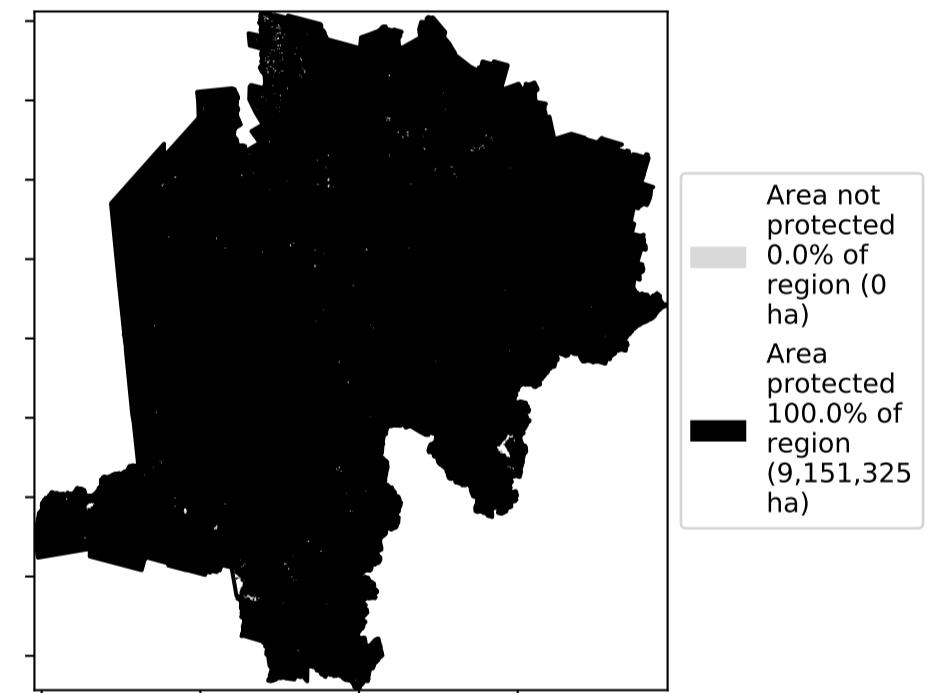 Area not
protected
0.0% of
region (0
ha)
Area
protected
100.0% of
region
(9,151,325
ha)